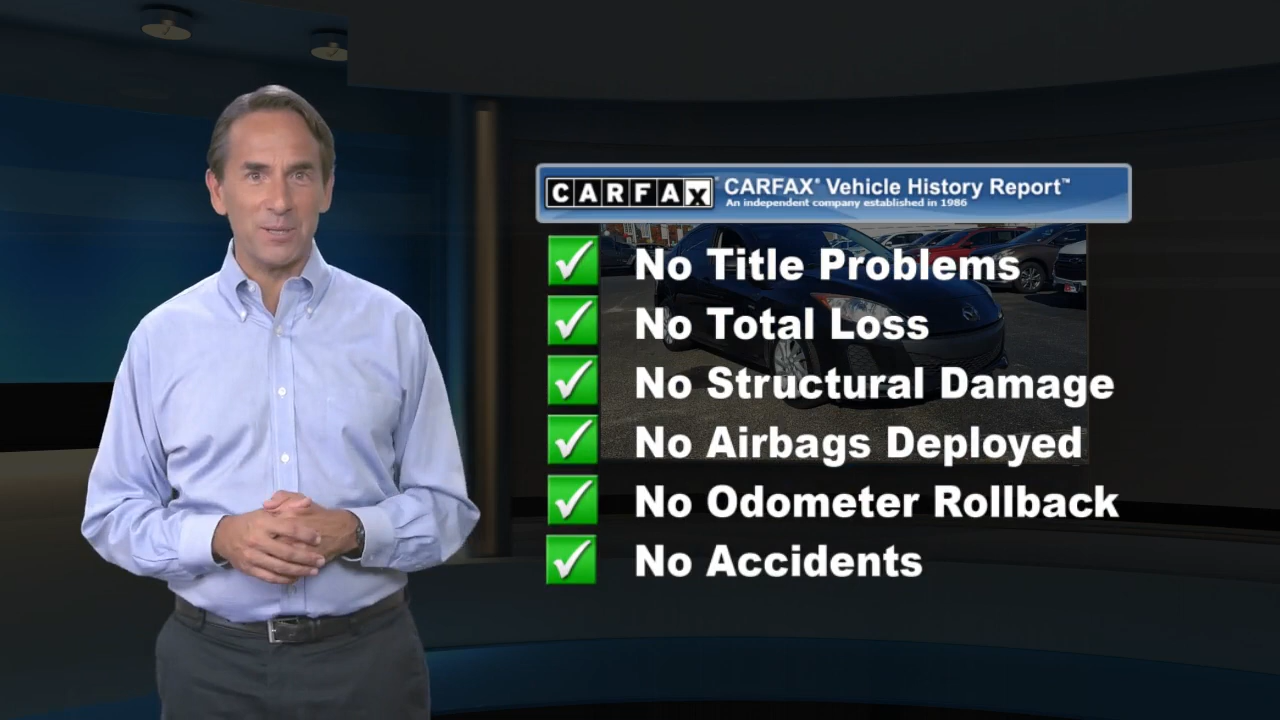 CARFAX
CARFAX® Vehicle History Report™
An independent company established in 1986
No Title Problems
No Total Loss
No Structural Damage
No Airbags Deployed
No Odometer Rollback
No Accidents